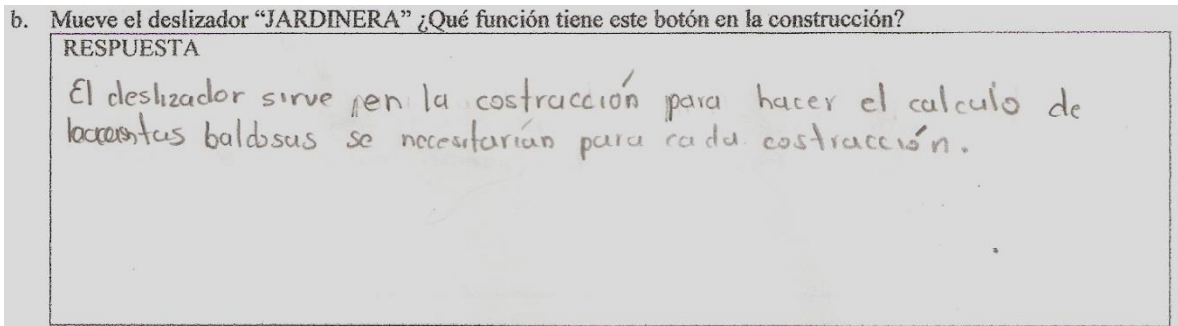 b. Mueve el deslizador “JARDINERA” ¿Qué función tiene este botón en la construcción?
RESPUESTA
El deslizador sirve en la costracción para hacer el calculo de
baldosas se necesitarían para cada costracción.